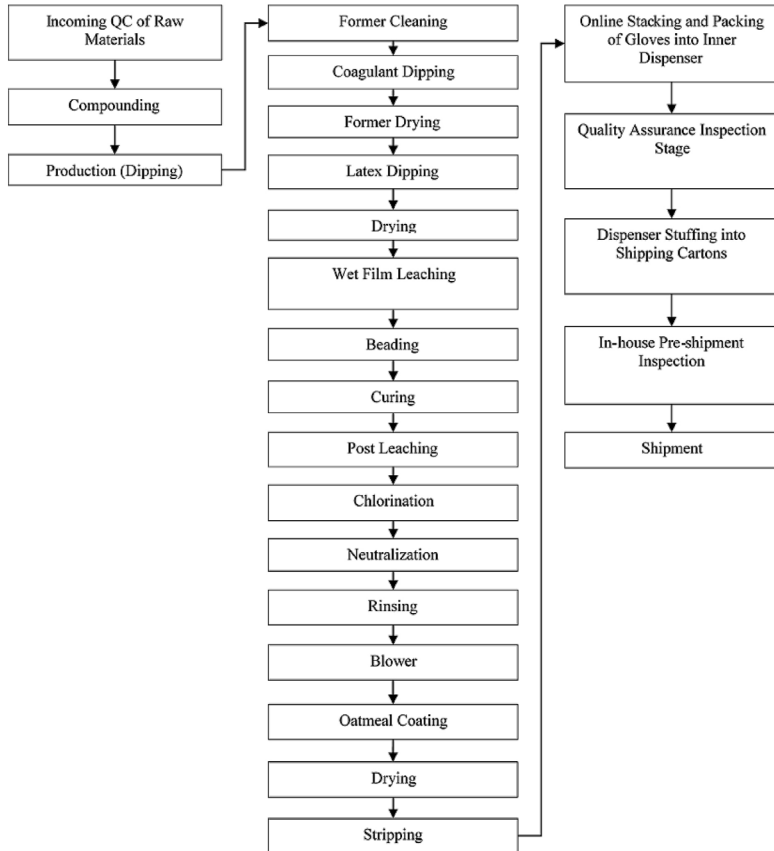 Incoming QC of Raw
Materials
Compounding
Production (Dipping)
Former Cleaning
Coagulant Dipping
Former Drying
Latex Dipping
Drying
Wet Film Leaching
Beading
Curing
Post Leaching
Chlorination
Neutralization
Rinsing
Blower
Oatmeal Coating
Drying
Stripping
Online Stacking and Packing
of Gloves into Inner
Dispenser
Quality Assurance Inspection
Stage
Dispenser Stuffing into
Shipping Cartons
In-house Pre-shipment
Inspection
Shipment